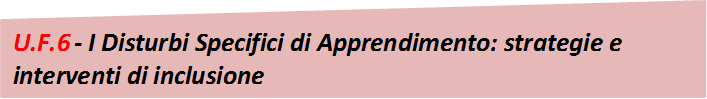 U.F.6 - I Disturbi Specifici di Apprendimento: strategie e
interventi di inclusione